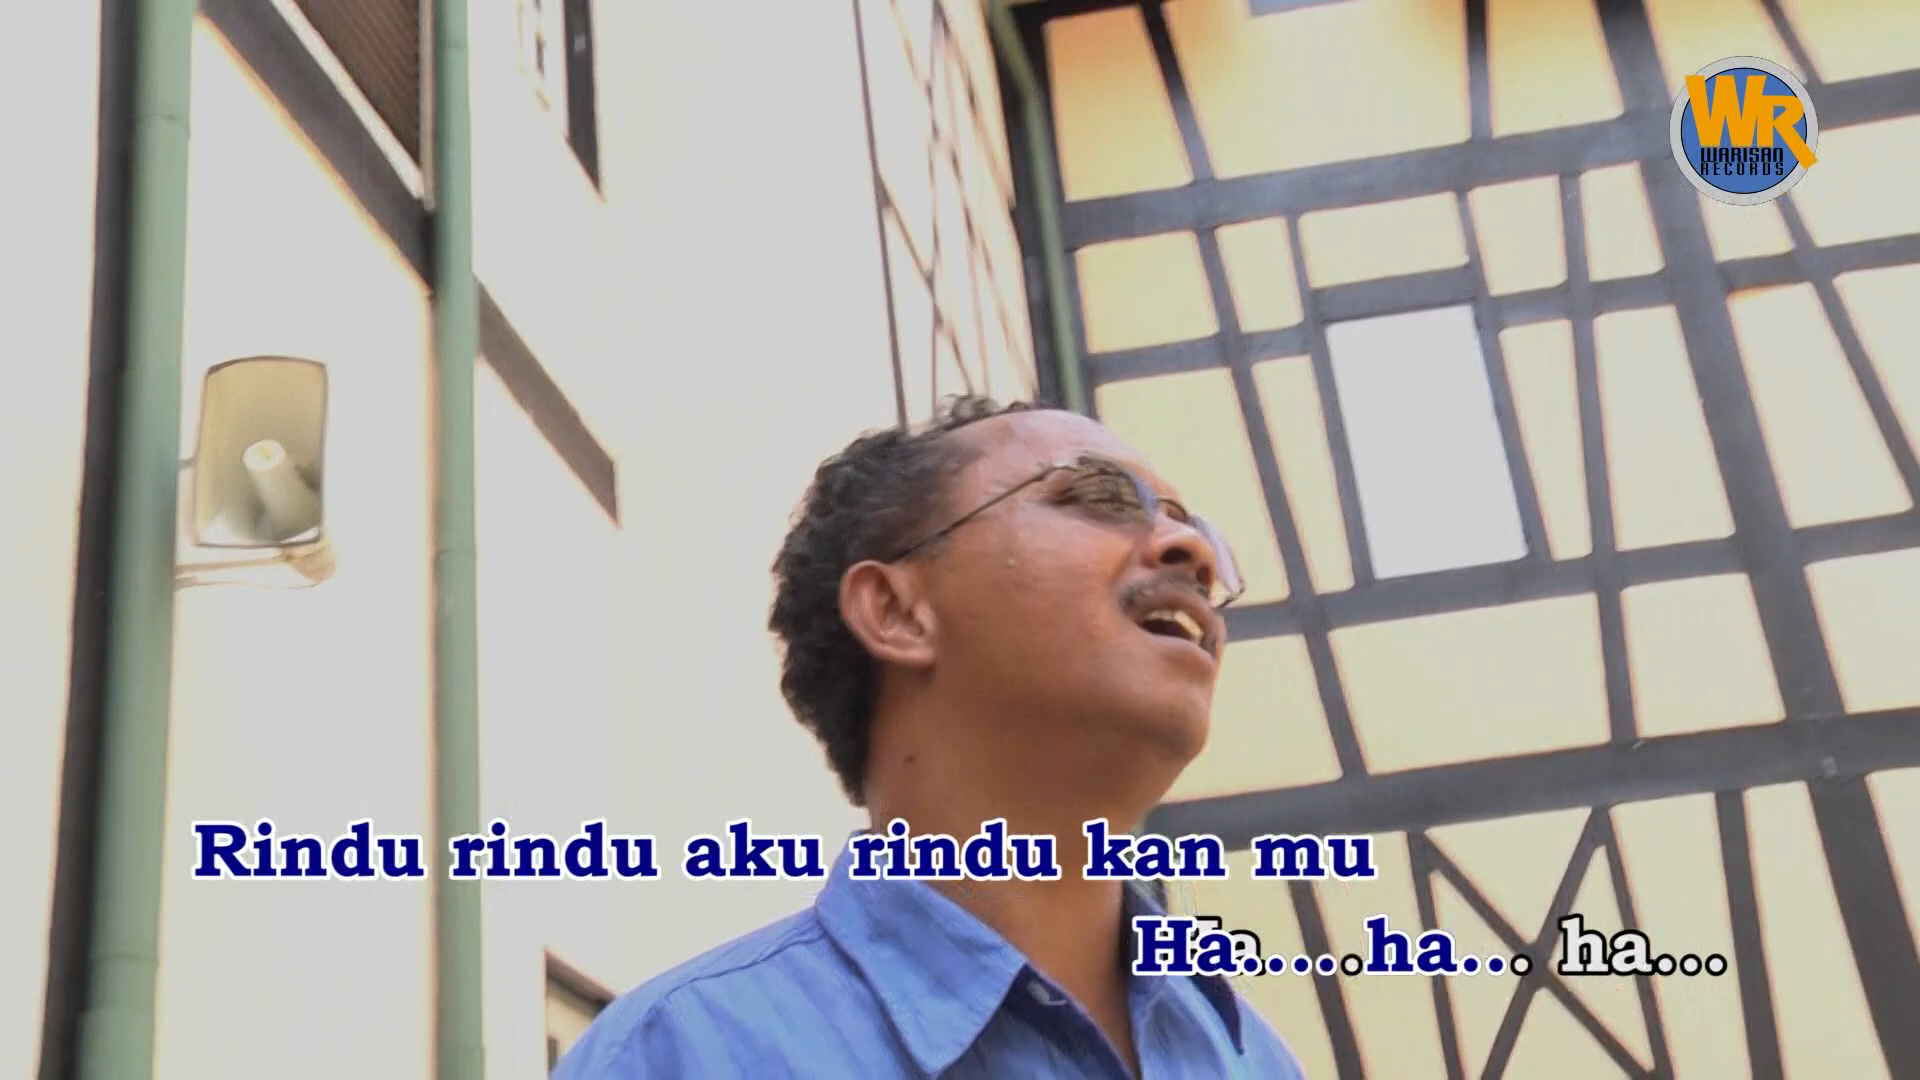 WR
WARISAN
RECORDS
Rindu rindu aku rindu kan mu
Ha....ha... ha...